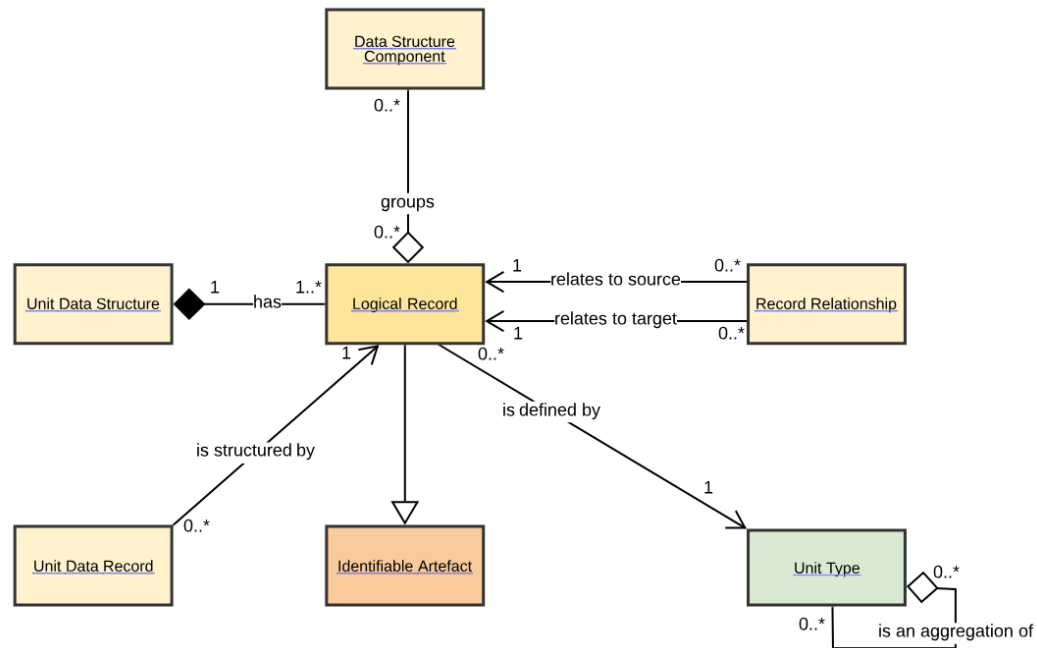 Data Structure
Component
0..*
groups
0..*
Unit Data Structure
1
has
1..*
Logical Record
1
relates to source
0..*
1
relates to target
0..*
Record Relationship
1
0..*
is defined by
is structured by
1
0..*
Unit Data Record
Identifiable Artefact
Unit Type
0..*
0..*
is an aggregation of